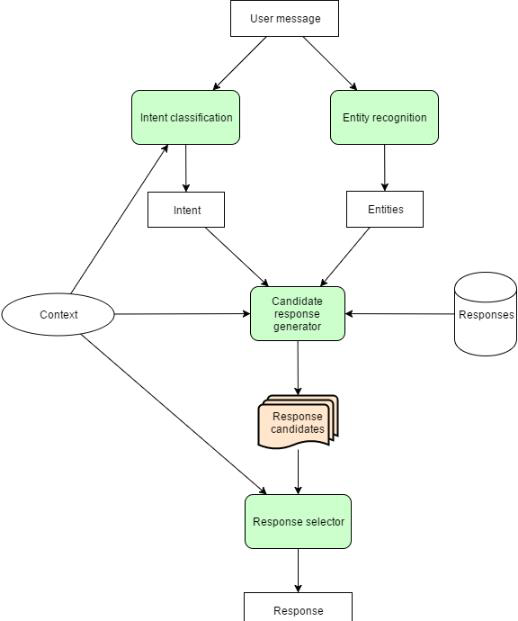 User message
Intent classification
Entity recognition
Intent
Entities
Context
Candidate
response
generator
Responses
Response
candidates
Response selector
Response